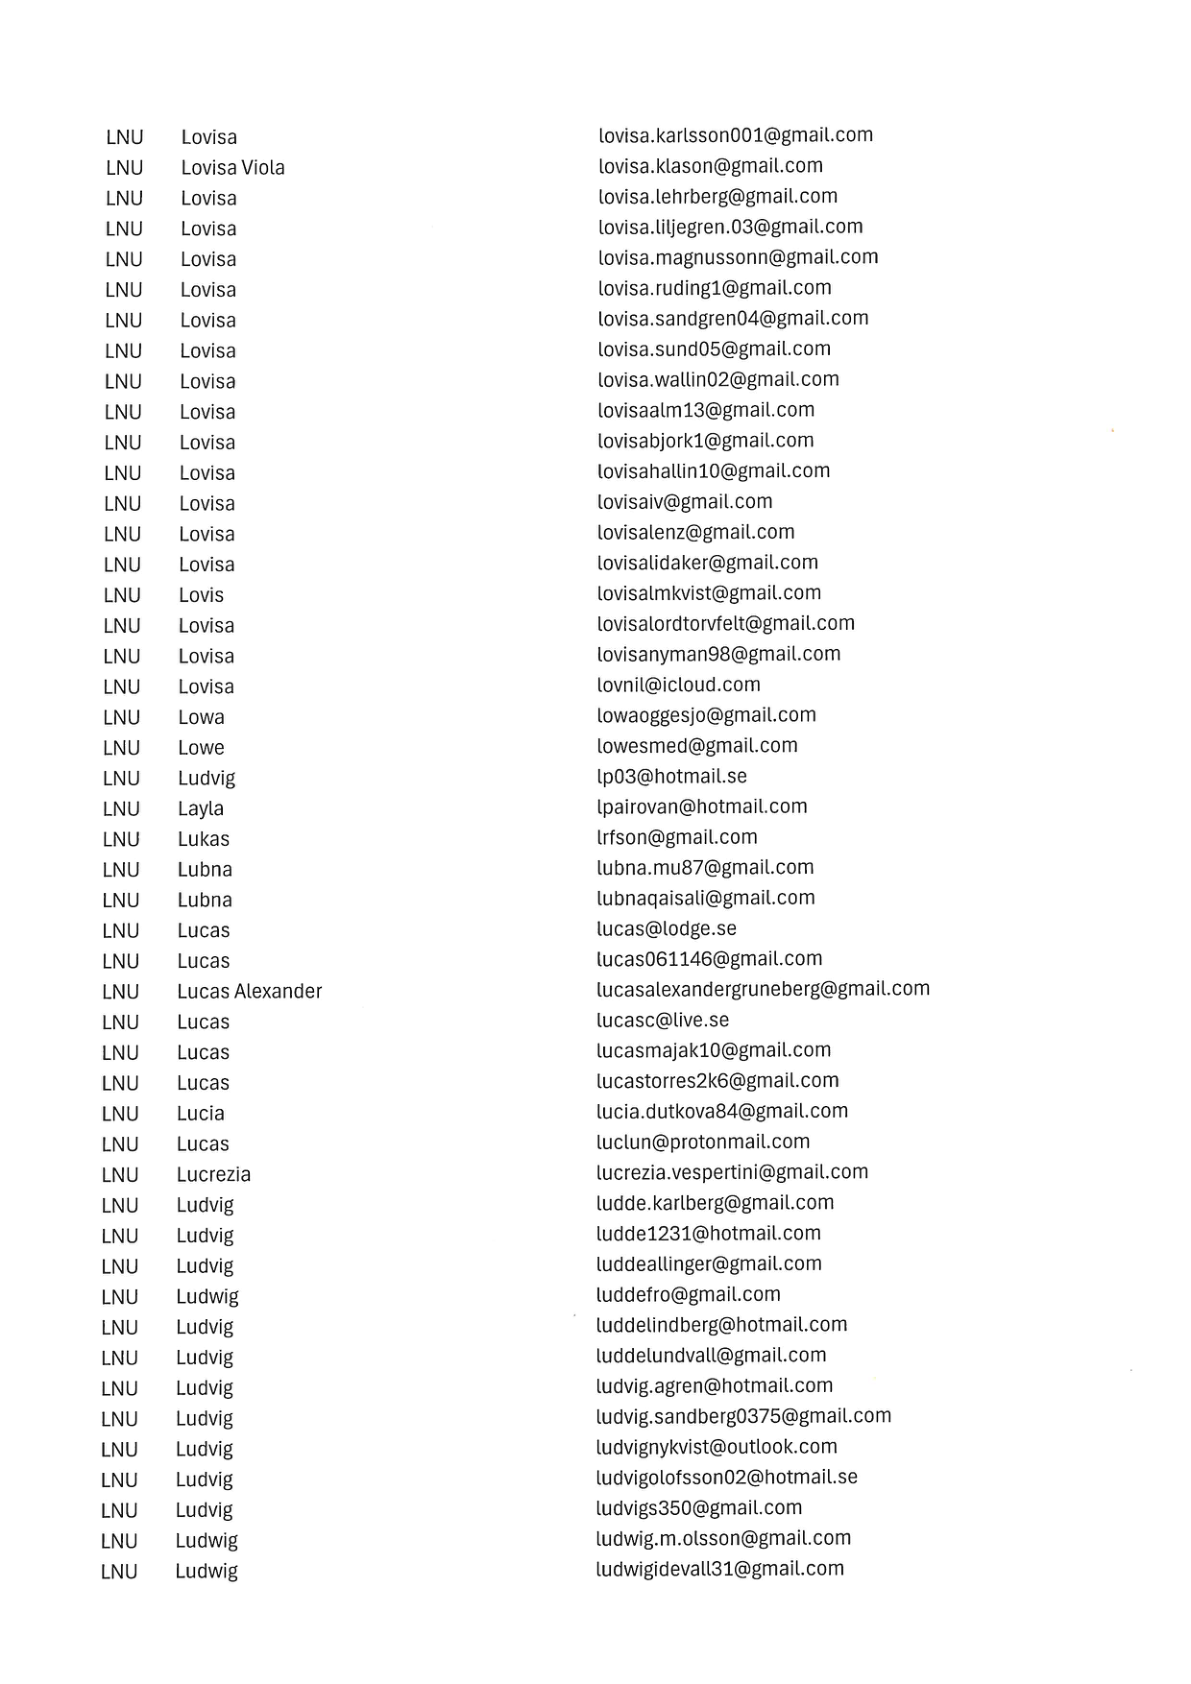 LNU Lovisa lovisa.karlsson001@gmail.com
LNU Lovisa Viola lovisa.klason@gmail.com
LNU Lovisa lovisa.lehrberg@gmail.com
LNU Lovisa lovisa.liljegren.03@gmail.com
LNU Lovisa lovisa.magnussonn@gmail.com
LNU Lovisa lovisa.ruding1@gmail.com
LNU Lovisa lovisa.sandgren04@gmail.com
LNU Lovisa lovisa.sund05@gmail.com
LNU Lovisa lovisa.wallin02@gmail.com
LNU Lovisa lovisaalm13@gmail.com
LNU Lovisa lovisabjork1@gmail.com
LNU Lovisa lovisahallin10@gmail.com
LNU Lovisa lovisaiv@gmail.com
LNU Lovisa lovisalenz@gmail.com
LNU Lovisa lovisalidaker@gmail.com
LNU Lovis lovisalmkvist@gmail.com
LNU Lovisa lovisalordtorvfelt@gmail.com
LNU Lovisa lovisanyman98@gmail.com
LNU Lovisa lovnil@icloud.com
LNU Lowa lowaoggesjo@gmail.com
LNU Lowe lowesmed@gmail.com
LNU Ludvig lp03@hotmail.se
LNU Layla lpairovan@hotmail.com
LNU Lukas lrfson@gmail.com
LNU Lubna lubna.mu87@gmail.com
LNU Lubna lubnaqaisali@gmail.com
LNU Lucas lucas@lodge.se
LNU Lucas lucas061146@gmail.com
LNU Lucas Alexander lucasalexandergruneberg@gmail.com
LNU Lucas lucasc@live.se
LNU Lucas lucasmajak10@gmail.com
LNU Lucas lucastorres2k6@gmail.com
LNU Lucia lucia.dutkova84@gmail.com
LNU Lucas luclun@protonmail.com
LNU Lucrezia lucrezia.vespertini@gmail.com
LNU Ludvig ludde.karlberg@gmail.com
LNU Ludvig ludde1231@hotmail.com
LNU Ludvig luddeallinger@gmail.com
LNU Ludwig luddefro@gmail.com
LNU Ludvig luddelindberg@hotmail.com
LNU Ludvig luddelundvall@gmail.com
LNU Ludvig ludvig.agren@hotmail.com
LNU Ludvig ludvig.sandberg0375@gmail.com
LNU Ludvig ludvignykvist@outlook.com
LNU Ludvig ludvigolofsson02@hotmail.se
LNU Ludvig ludvigs350@gmail.com
LNU Ludwig ludwig.m.olsson@gmail.com
LNU Ludwig ludwigidevall31@gmail.com